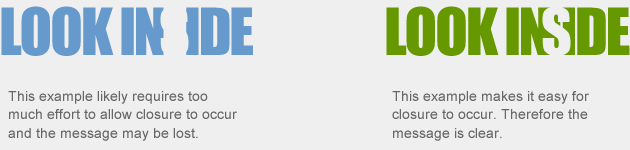 LOOK INSIDE
This example likely requires too
much effort to allow closure to occur
and the message may be lost.
LOOK INSIDE
This example makes it easy for
closure to occur. Therefore the
message is clear.